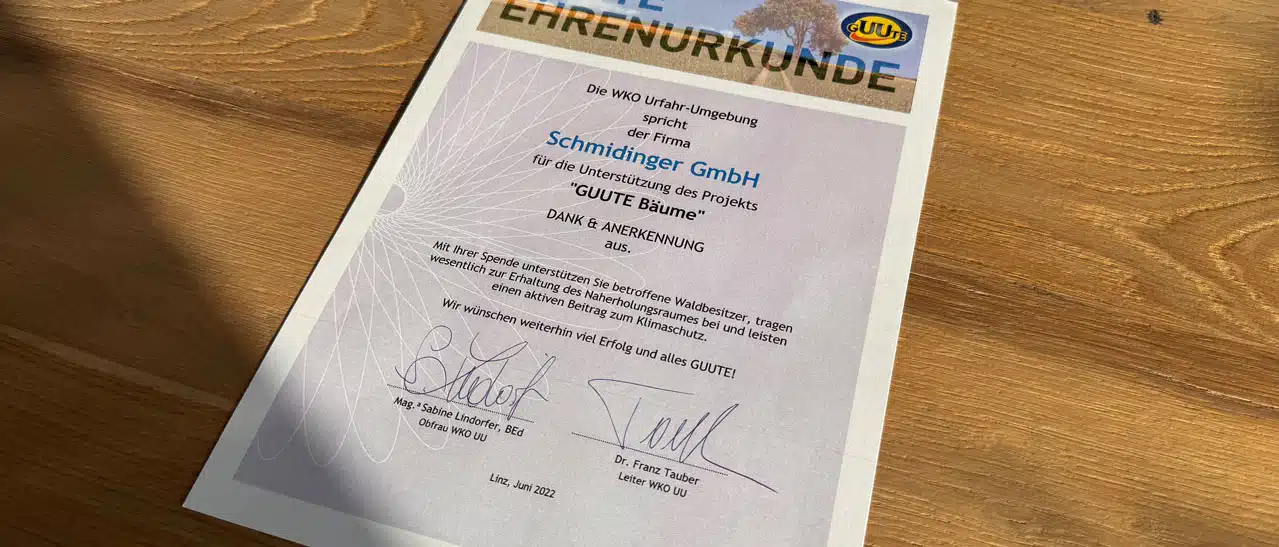 EHRENURKUNDE
GUUTE
Die WKO Urfahr-Umgebung
spricht
der Firma
Schmidinger GmbH
für die Unterstützung des Projekts
"GUUTE Bäume"
DANK & ANERKENNUNG
aus.
Mit Ihrer Spende unterstützen Sie betroffene Waldbesitzer, tragen
wesentlich zur Erhaltung des Naherholungsraumes bei und leisten
einen aktiven Beitrag zum Klimaschutz.
Wir wünschen weiterhin viel Erfolg und alles GUUTE!
Mag.ª Sabine Lindorfer, BEd
Obfrau WKO UU
Dr. Franz Tauber
Leiter WKO UU
Linz, Juni 2022